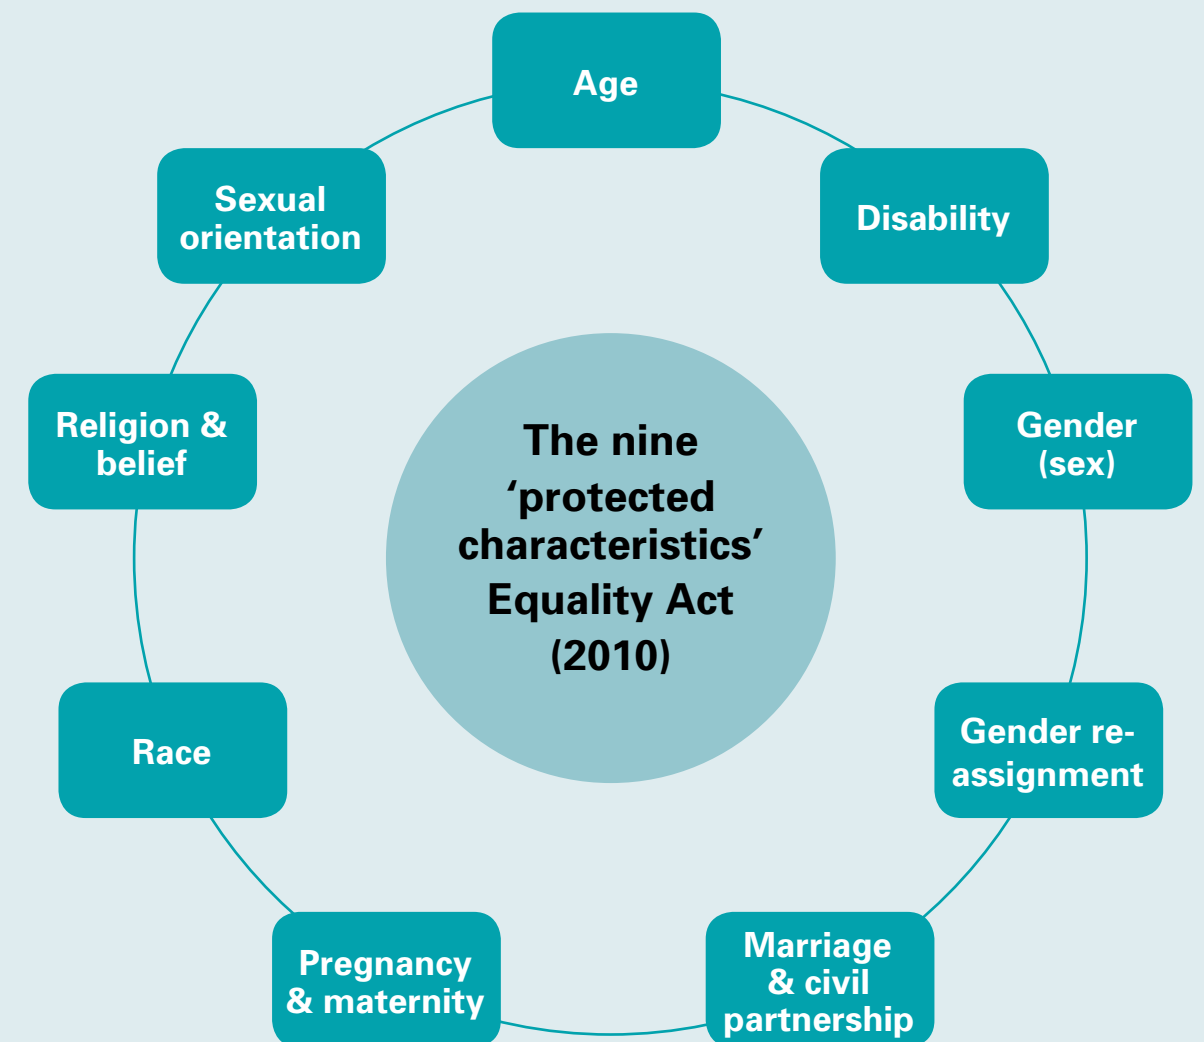 Age
Disability
Gender
(sex)
Gender re-
assignment
Marriage
& civil
partnership
Pregnancy
& maternity
Race
Religion &
belief
Sexual
orientation
The nine
‘protected
characteristics’
Equality Act
(2010)